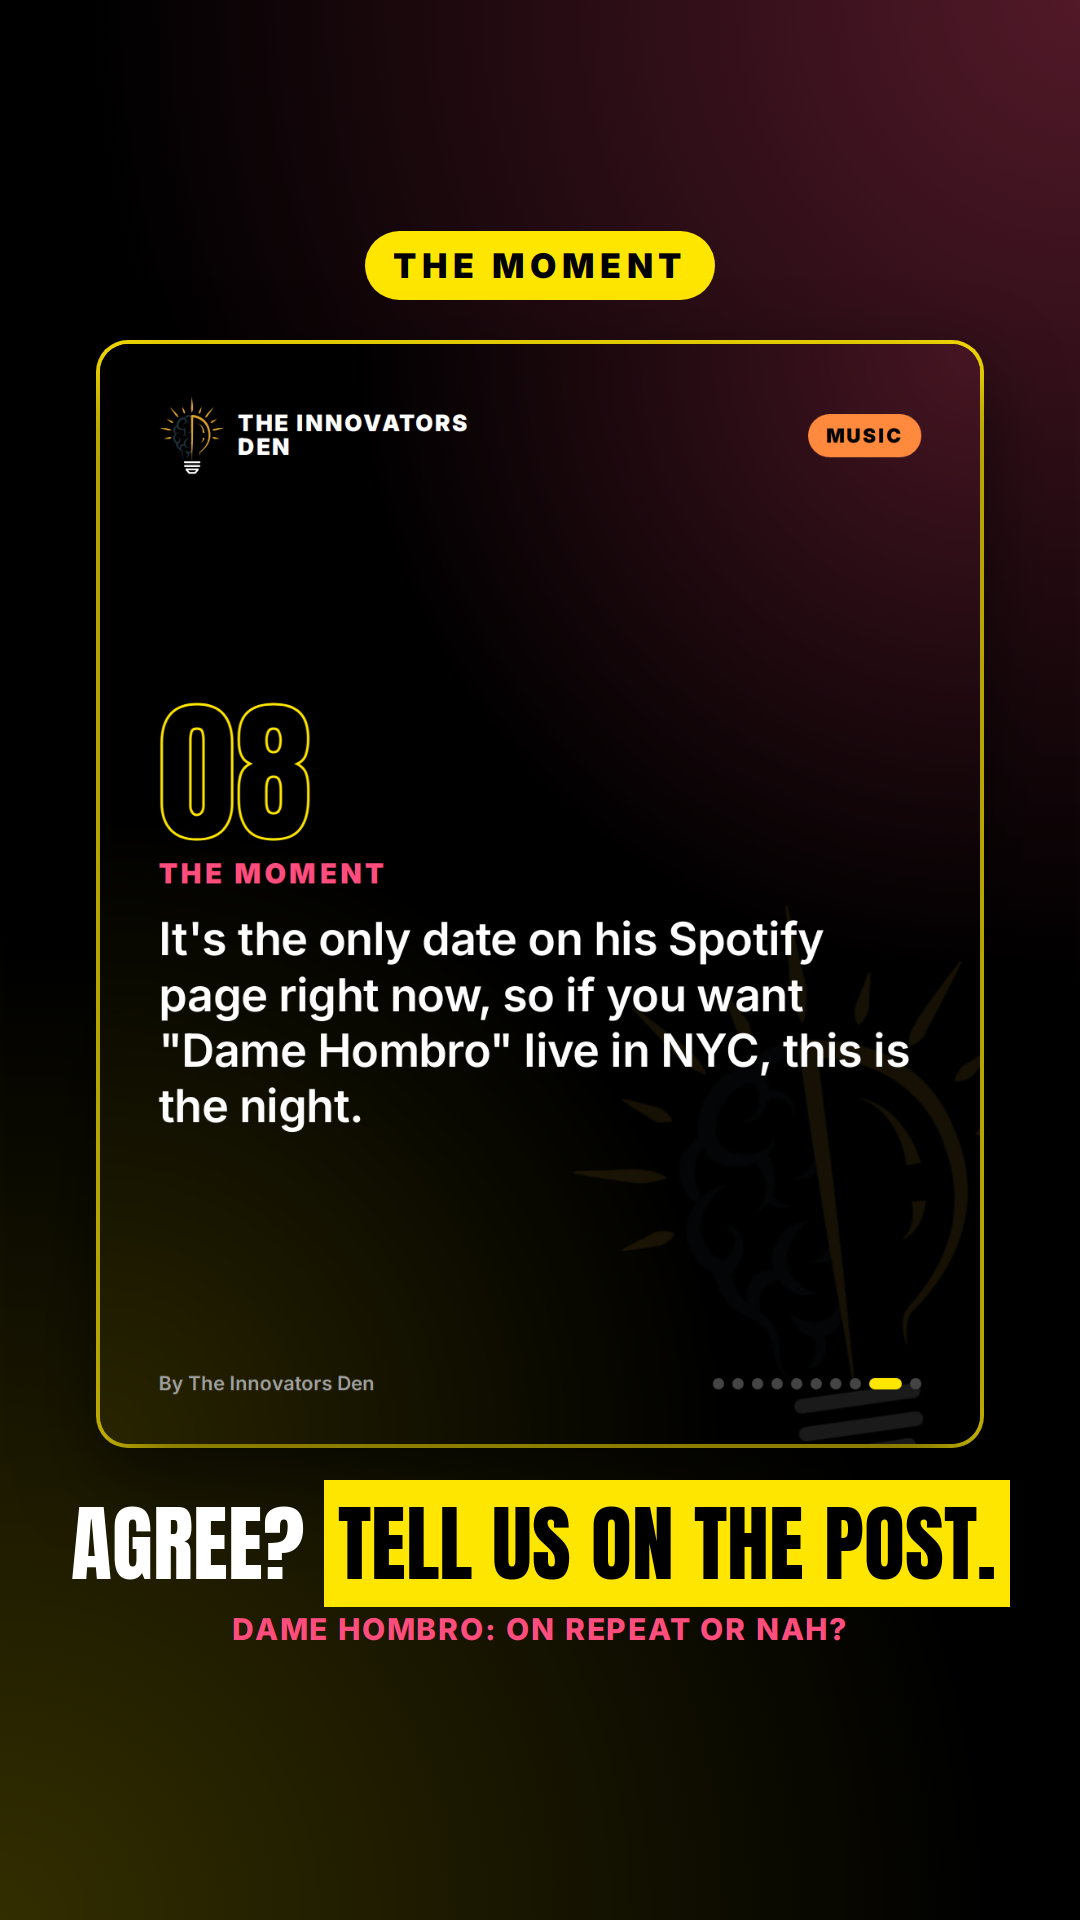 THE MOMENT
THE INNOVATORS
DEN
MUSIC
08
THE MOMENT
It's the only date on his Spotify
page right now, so if you want
"Dame Hombro" live in NYC, this is
the night.
By The Innovators Den
AGREE? TELL US ON THE POST.
DAME HOMBRO: ON REPEAT OR NAH?